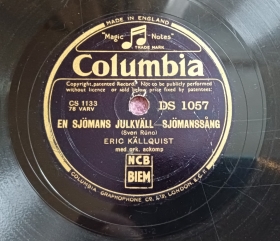 MADE IN ENGLAND
"Magic Notes"
TRADE MARK
Columbia
Copyright, patented Record. Not to be publicly performed
without licence or sold below price fixed by patentees.
CS 1133
78 VARV
DS 1057
EN SJÖMANS JULKVÄLL SJÖMANSSÅNG
(Sven Rüno)
ERIC KÄLLQUIST
med ork. ackomp
NCB
BIEM
COLUMBIA GRAPHOPHONE CO., LTD., LONDON, E.C.1